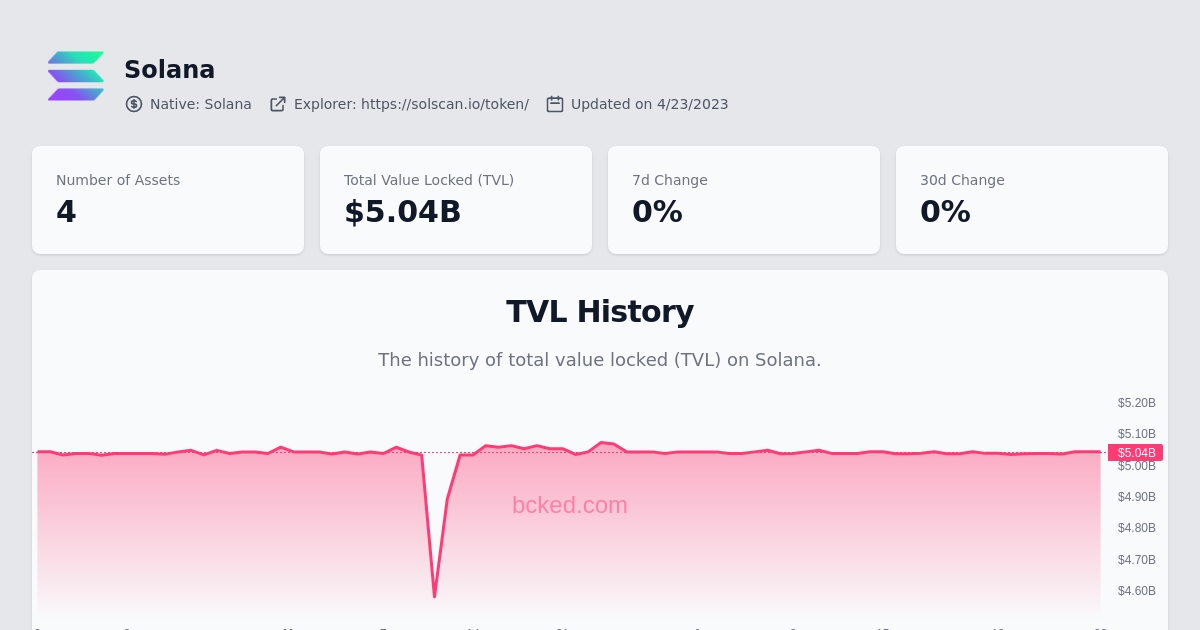 Solana
Native: Solana Explorer: https://solscan.io/token/ Updated on 4/23/2023
Number of Assets
4
Total Value Locked (TVL)
$5.04B
7d Change
0%
30d Change
0%
TVL History
The history of total value locked (TVL) on Solana.
$5.20B
$5.10B
$5.04B
$5.00B
$4.90B
$4.80B
$4.70B
$4.60B
bcked.com